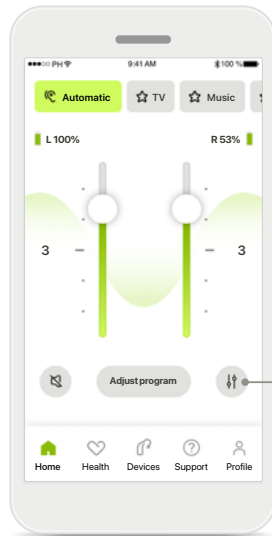 PH 9:41 AM 100 %
Automatic TV Music
L 100% R 53%
3 3
Adjust program
Home Health Devices Support Profile